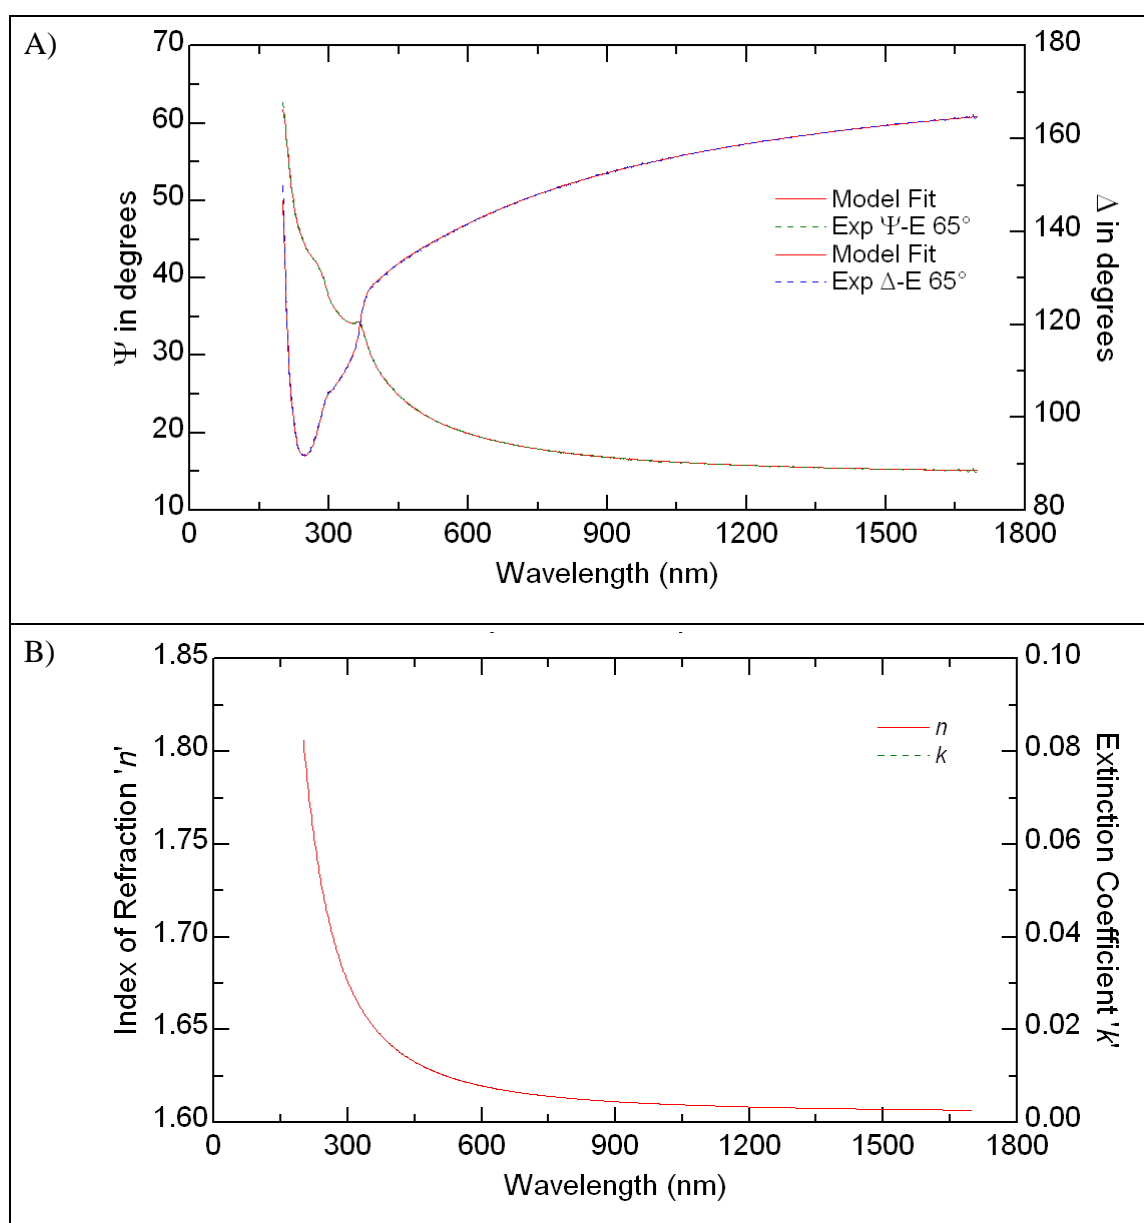 A)
70
60
50
40
30
20
10
Ψ in degrees
180
160
140
120
100
80
Δ in degrees
Model Fit
Exp Ψ-E 65°
Model Fit
Exp Δ-E 65°
0 300 600 900 1200 1500 1800
Wavelength (nm)
B)
1.85
1.80
1.75
1.70
1.65
1.60
Index of Refraction 'n'
0.10
0.08
0.06
0.04
0.02
0.00
Extinction Coefficient 'k'
n
k
0 300 600 900 1200 1500 1800
Wavelength (nm)